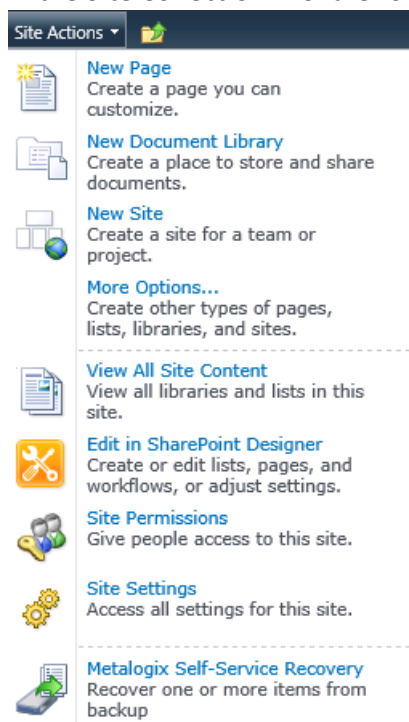 Site Actions
New Page
Create a page you can
customize.
New Document Library
Create a place to store and share
documents.
New Site
Create a site for a team or
project.
More Options...
Create other types of pages,
lists, libraries, and sites.
View All Site Content
View all libraries and lists in this
site.
Edit in SharePoint Designer
Create or edit lists, pages, and
workflows, or adjust settings.
Site Permissions
Give people access to this site.
Site Settings
Access all settings for this site.
Metalogix Self-Service Recovery
Recover one or more items from
backup